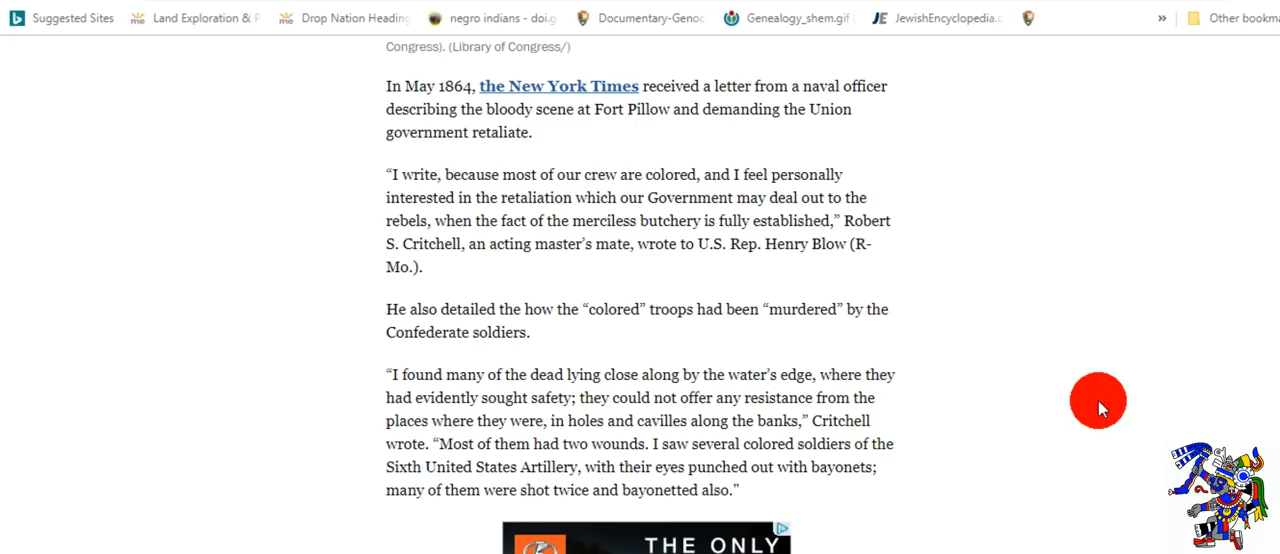 Suggested Sites
Land Exploration & P
Drop Nation Heading
negro indians - doi.g
Documentary-Genoc
Genealogy_shem.gif (
JewishEncyclopedia.c
»
Other bookma
Congress). (Library of Congress/)
In May 1864, the New York Times received a letter from a naval officer
describing the bloody scene at Fort Pillow and demanding the Union
government retaliate.
“I write, because most of our crew are colored, and I feel personally
interested in the retaliation which our Government may deal out to the
rebels, when the fact of the merciless butchery is fully established,” Robert
S. Critchell, an acting master’s mate, wrote to U.S. Rep. Henry Blow (R-
Mo.).
He also detailed the how the “colored” troops had been “murdered” by the
Confederate soldiers.
“I found many of the dead lying close along by the water’s edge, where they
had evidently sought safety; they could not offer any resistance from the
places where they were, in holes and cavilles along the banks,” Critchell
wrote. “Most of them had two wounds. I saw several colored soldiers of the
Sixth United States Artillery, with their eyes punched out with bayonets;
many of them were shot twice and bayonetted also."
THE ONLY